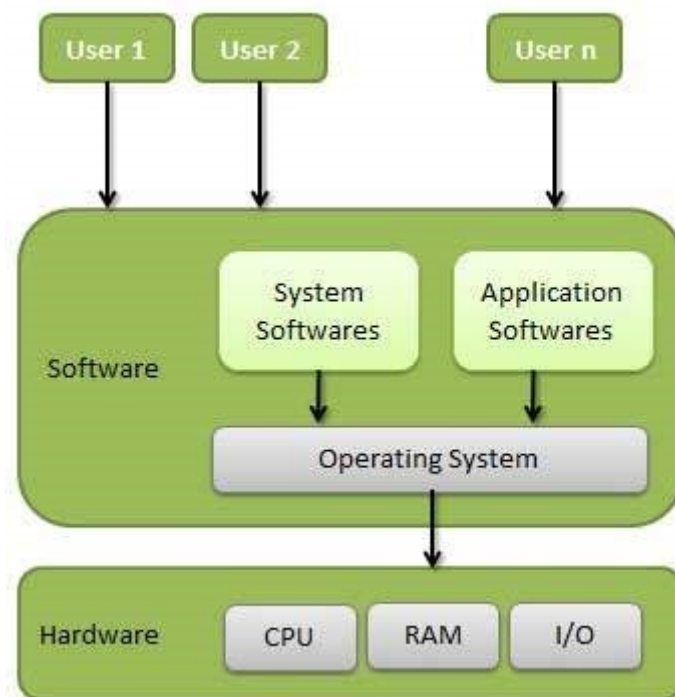 User 1
User 2
User n
System
Softwares
Application
Softwares
Software
Operating System
Hardware
CPU
RAM
I/O